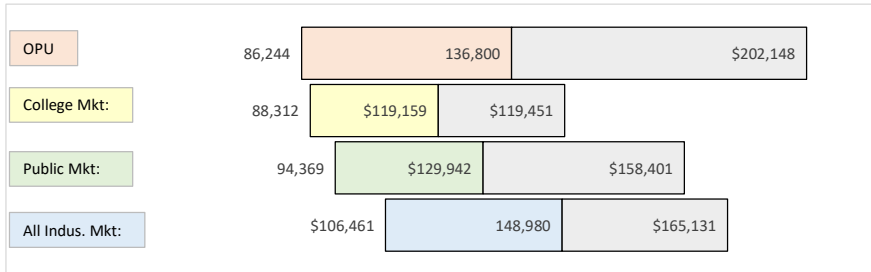 OPU 86,244 136,800 $202,148
College Mkt: 88,312 $119,159 $119,451
Public Mkt: 94,369 $129,942 $158,401
All Indus. Mkt: $106,461 148,980 $165,131